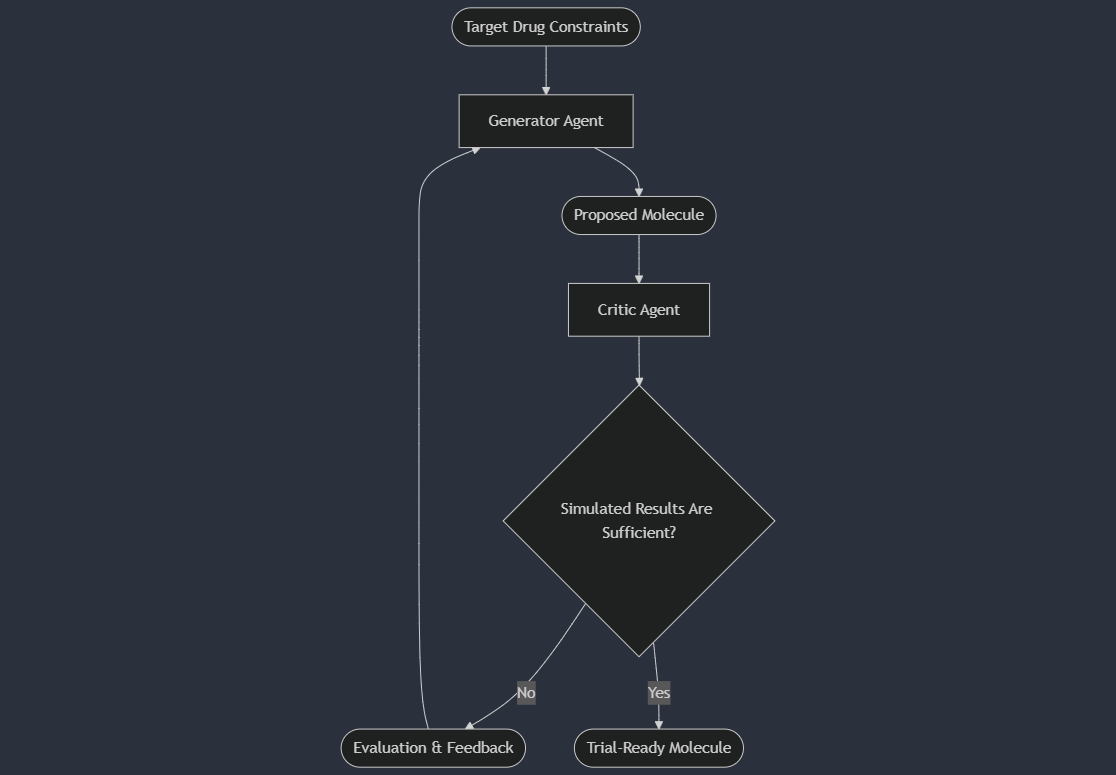 Target Drug Constraints
Generator Agent
Proposed Molecule
Critic Agent
Simulated Results Are
Sufficient?
No
Yes
Evaluation & Feedback
Trial-Ready Molecule